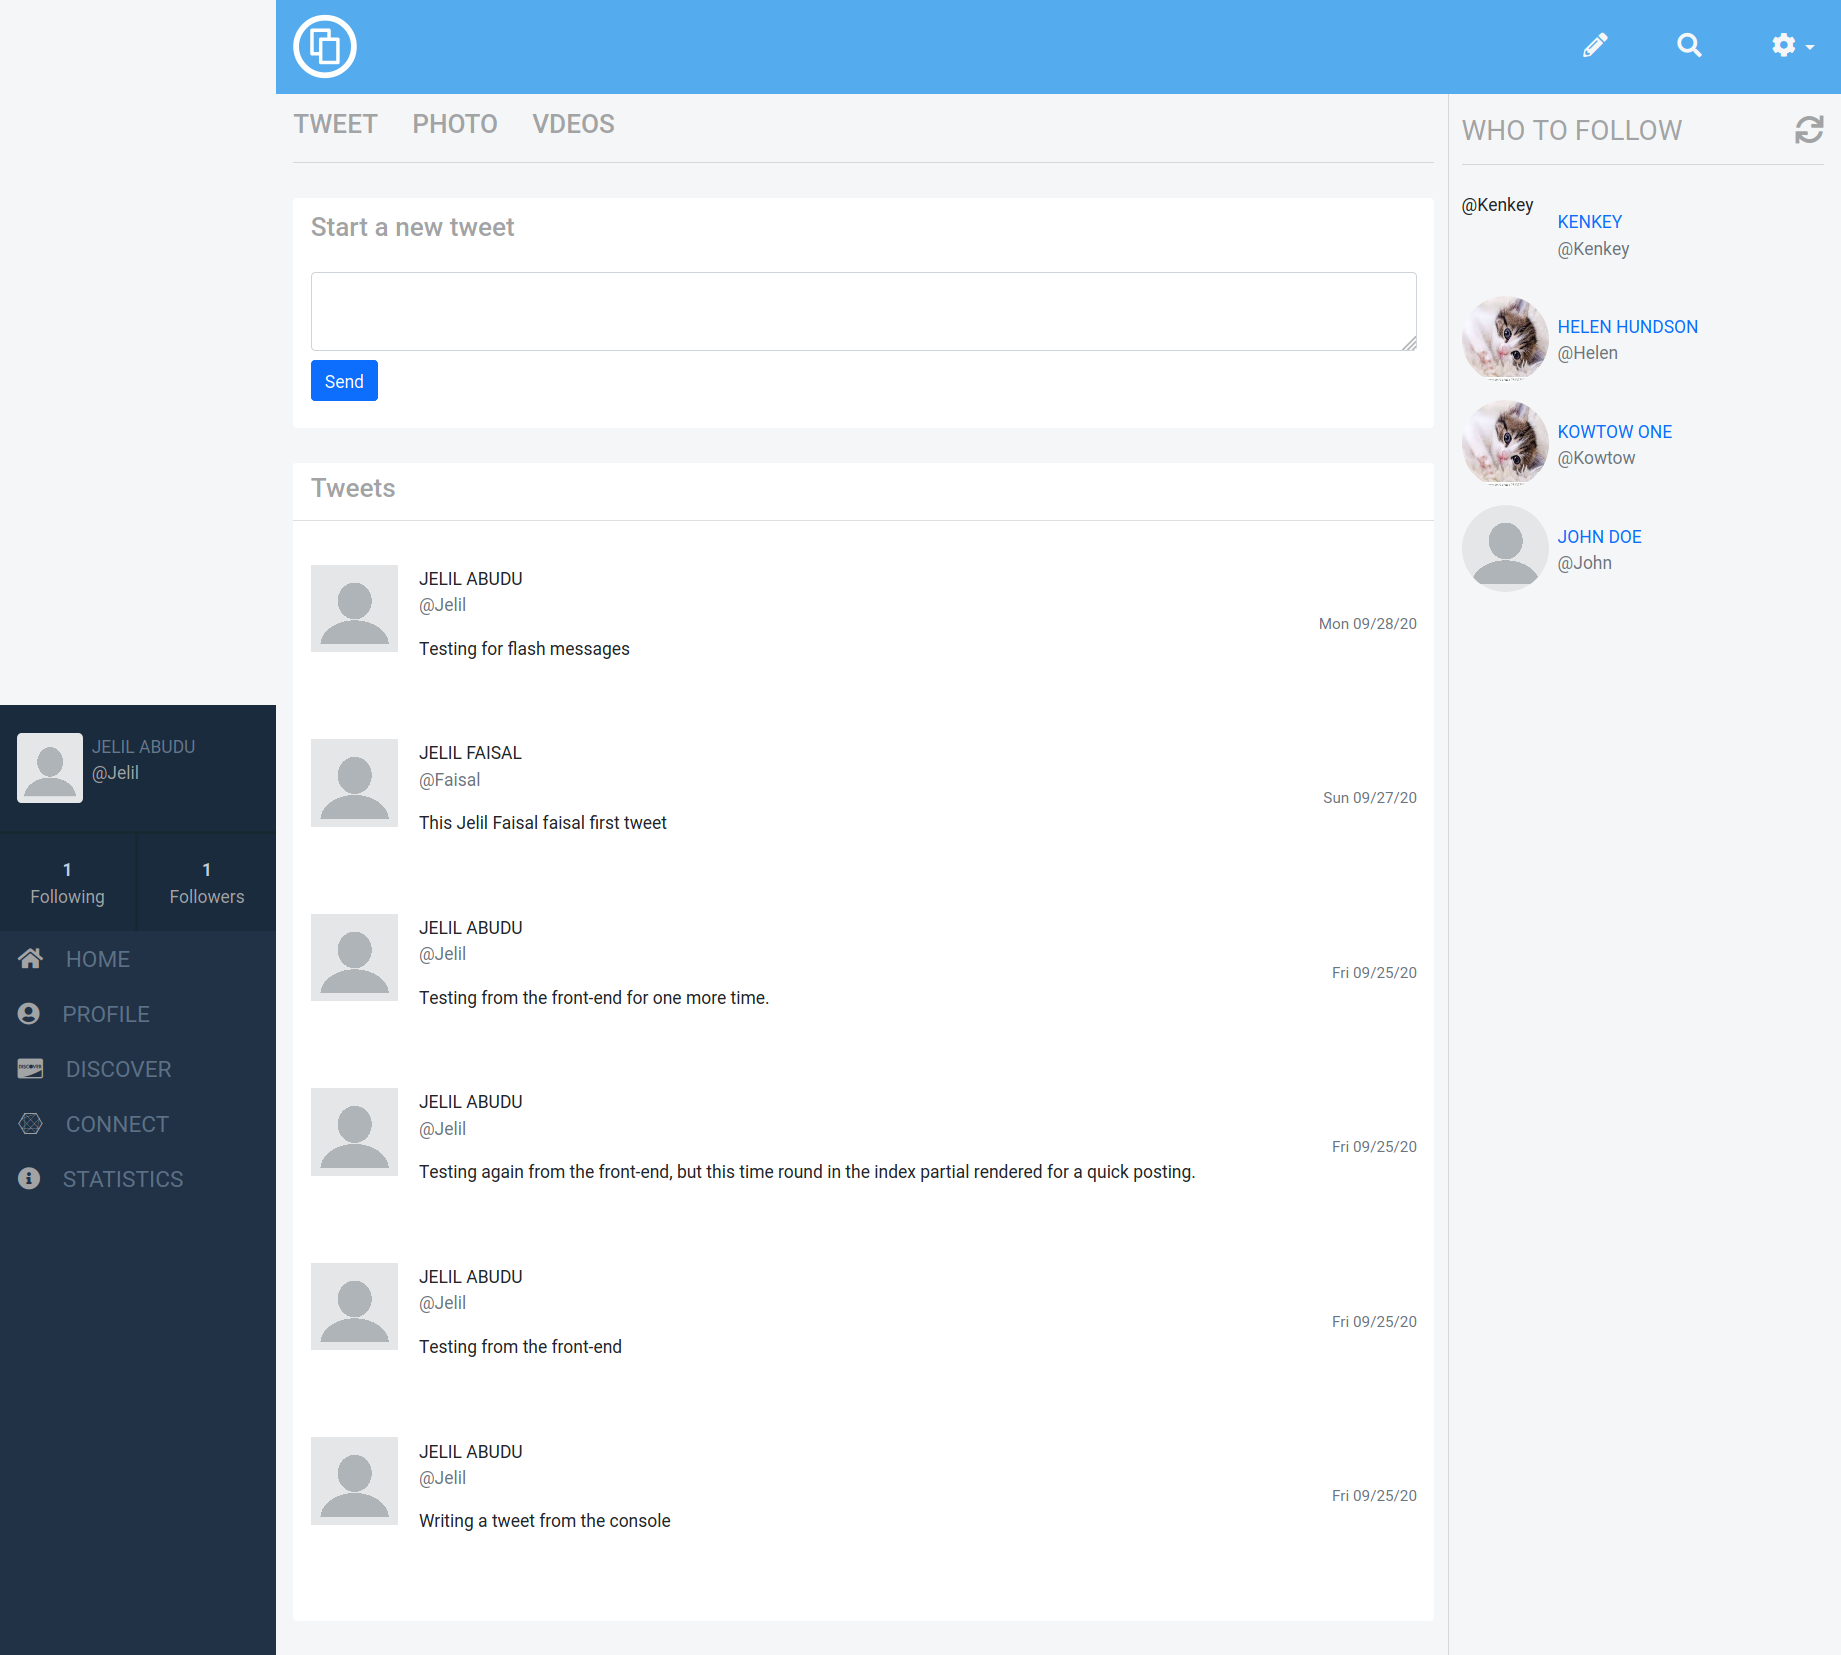 TWEET PHOTO VDEOS
Start a new tweet
Send
Tweets
JELIL ABUDU
@Jelil
Mon 09/28/20
Testing for flash messages
JELIL FAISAL
@Faisal
Sun 09/27/20
This Jelil Faisal faisal first tweet
JELIL ABUDU
@Jelil
Fri 09/25/20
Testing from the front-end for one more time.
JELIL ABUDU
@Jelil
Fri 09/25/20
Testing again from the front-end, but this time round in the index partial rendered for a quick posting.
JELIL ABUDU
@Jelil
Fri 09/25/20
Testing from the front-end
JELIL ABUDU
@Jelil
Fri 09/25/20
Writing a tweet from the console
WHO TO FOLLOW
@Kenkey
KENKEY
@Kenkey
HELEN HUNDSON
@Helen
KOWTOW ONE
@Kowtow
JOHN DOE
@John
JELIL ABUDU
@Jelil
1
Following
1
Followers
HOME
PROFILE
DISCOVER
DISCOVER
CONNECT
STATISTICS